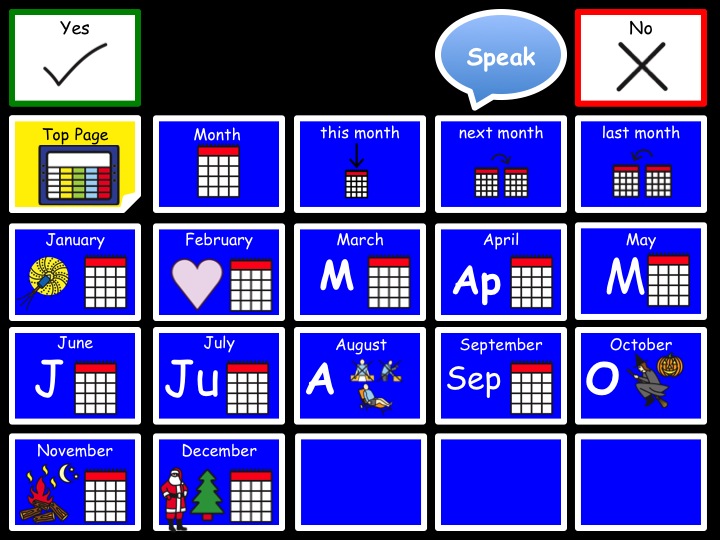 Yes
Speak
No
Top Page
Month
this month
next month
last month
January
February
March
M
April
Ap
May
M
June
J
July
Ju
August
A
September
Sep
October
O
November
December